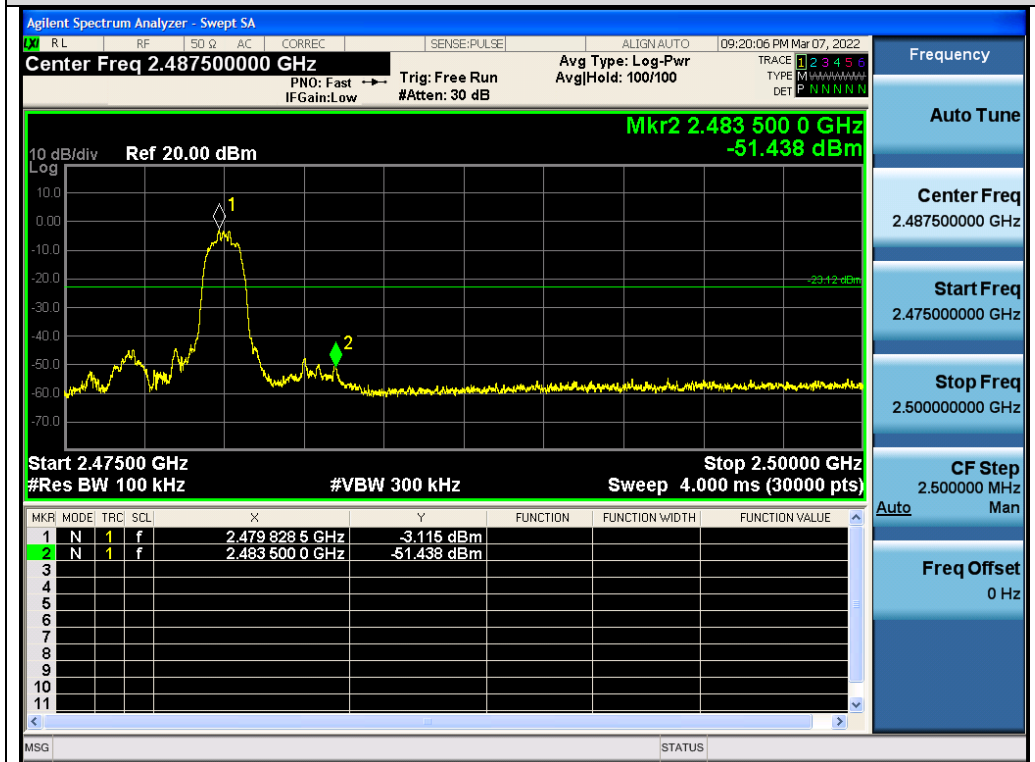 Agilent Spectrum Analyzer - Swept SA
LXI RL RF 50 Ω AC CORREC SENSE:PULSE ALIGNAUTO 09:20:06 PM Mar 07, 2022
Center Freq 2.487500000 GHz
PNO: Fast
IFGain:Low
Trig: Free Run
#Atten: 30 dB
Avg Type: Log-Pwr
Avg|Hold: 100/100
TRACE 1 2 3 4 5 6
TYPE M WWWWW
DET P N N N N N
Mkr2 2.483 500 0 GHz
-51.438 dBm
10 dB/div Ref 20.00 dBm
Log
10.0
0.00
-10.0
-20.0
-30.0
-40.0
-50.0
-60.0
-70.0
1
-23.12 dBm
2
Start 2.47500 GHz Stop 2.50000 GHz
#Res BW 100 kHz #VBW 300 kHz Sweep 4.000 ms (30000 pts)
MKR MODE TRC SCL X Y FUNCTION FUNCTION WIDTH FUNCTION VALUE
1 N 1 f 2.479 828 5 GHz -3.115 dBm
2 N 1 f 2.483 500 0 GHz -51.438 dBm
3
4
5
6
7
8
9
10
11
MSG STATUS
Frequency
Auto Tune
Center Freq
2.487500000 GHz
Start Freq
2.475000000 GHz
Stop Freq
2.500000000 GHz
CF Step
2.500000 MHz
Auto Man
Freq Offset
0 Hz